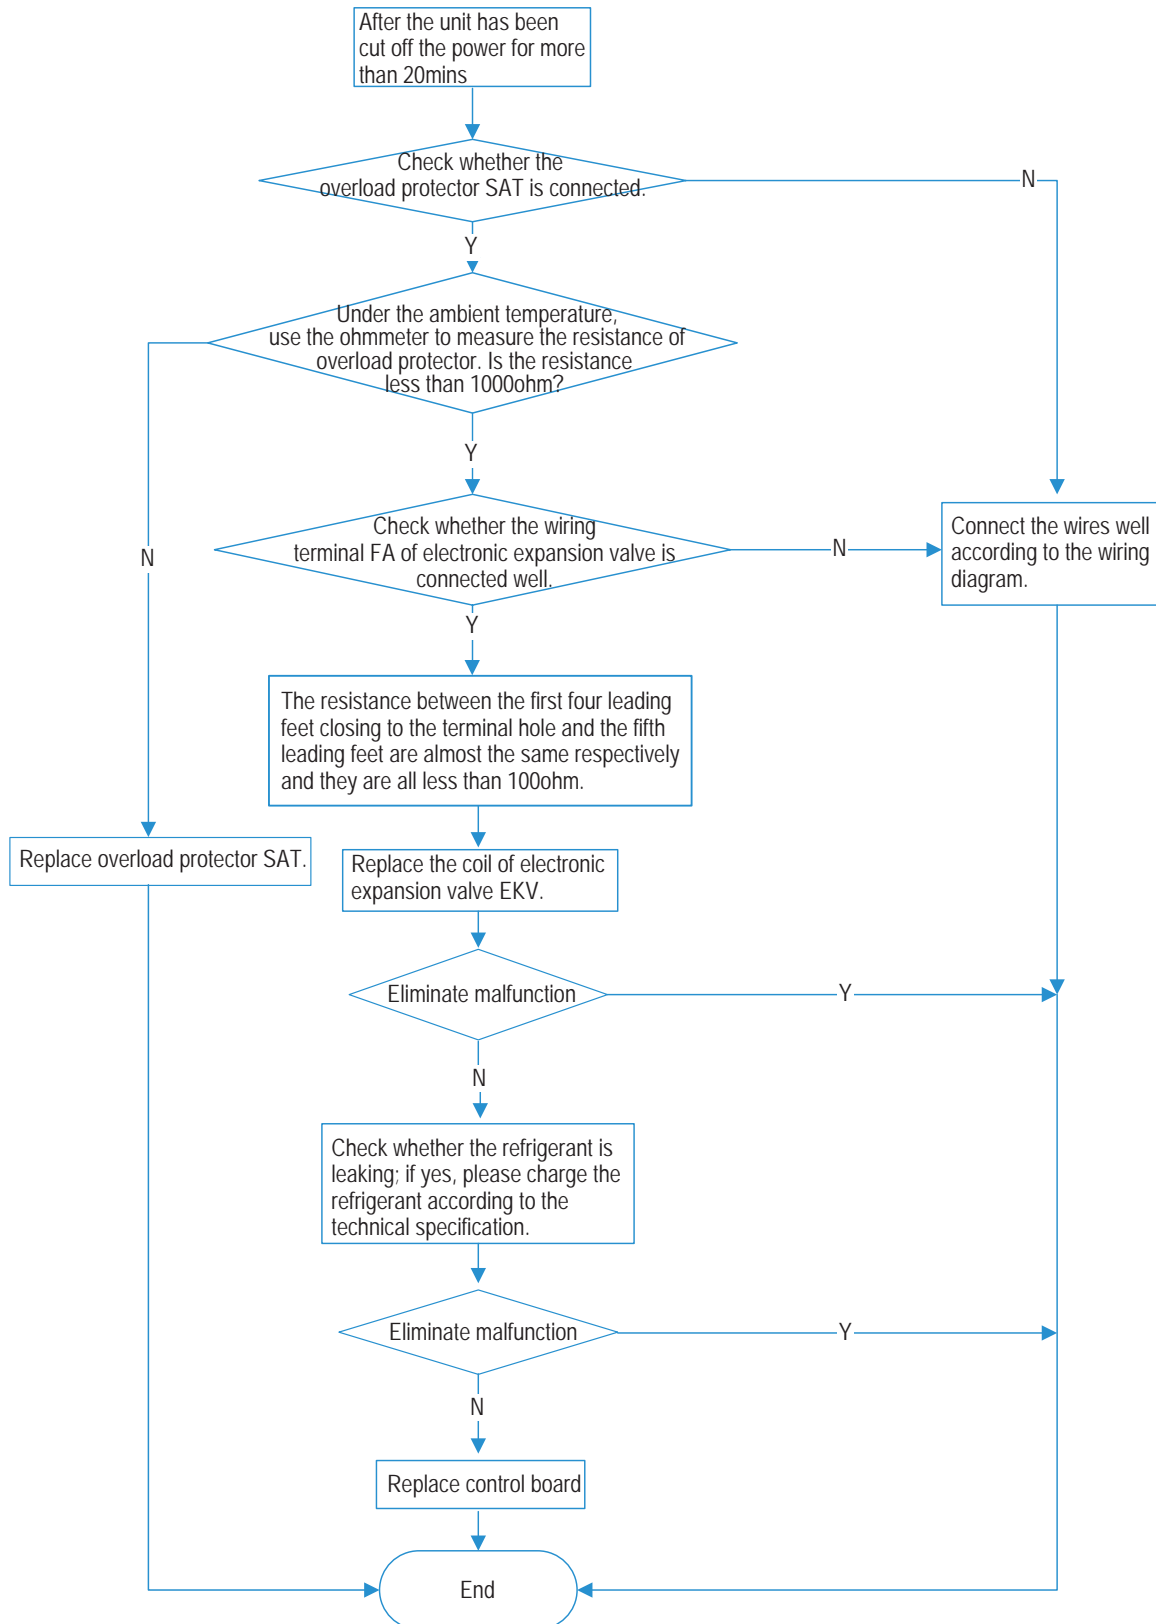 After the unit has been
cut off the power for more
than 20mins
Check whether the
overload protector SAT is connected.
N
Y
Under the ambient temperature,
use the ohmmeter to measure the resistance of
overload protector. Is the resistance
less than 1000ohm?
Y
N
Check whether the wiring
terminal FA of electronic expansion valve is
connected well.
N
Connect the wires well
according to the wiring
diagram.
Y
The resistance between the first four leading
feet closing to the terminal hole and the fifth
leading feet are almost the same respectively
and they are all less than 100ohm.
Replace overload protector SAT.
Replace the coil of electronic
expansion valve EKV.
Eliminate malfunction
Y
N
Check whether the refrigerant is
leaking; if yes, please charge the
refrigerant according to the
technical specification.
Eliminate malfunction
Y
N
Replace control board
End